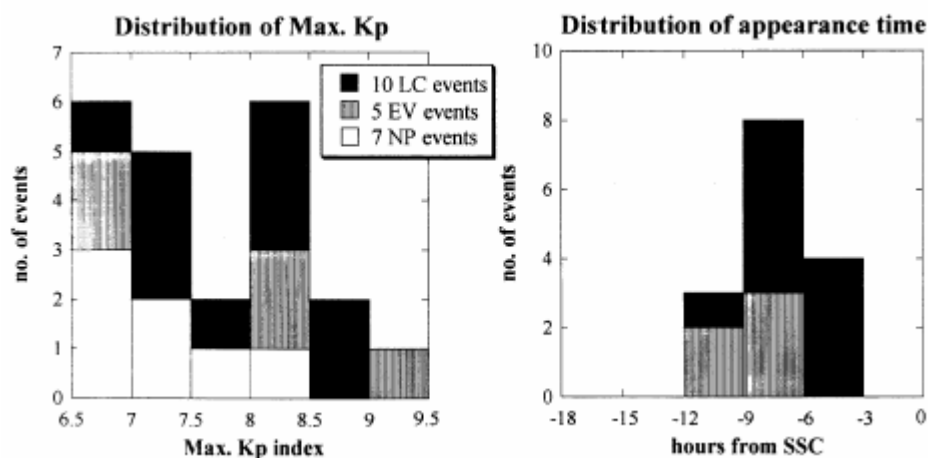 Distribution of Max. Kp
7
6
5
4
3
2
1
0
no. of events
6.5 7 7.5 8 8.5 9 9.5
Max. Kp index
10 LC events
5 EV events
7 NP events
Distribution of appearance time
10
8
6
4
2
0
no. of events
-18 -15 -12 -9 -6 -3 0
hours from SSC